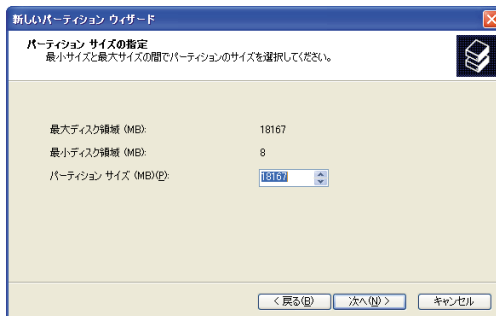 新しいパーティション ウィザード
パーティション サイズの指定
最小サイズと最大サイズの間でパーティションのサイズを選択してください。
最大ディスク領域 (MB): 18167
最小ディスク領域 (MB): 8
パーティション サイズ (MB)(P): 18167
< 戻る(B) 次へ(N) > キャンセル